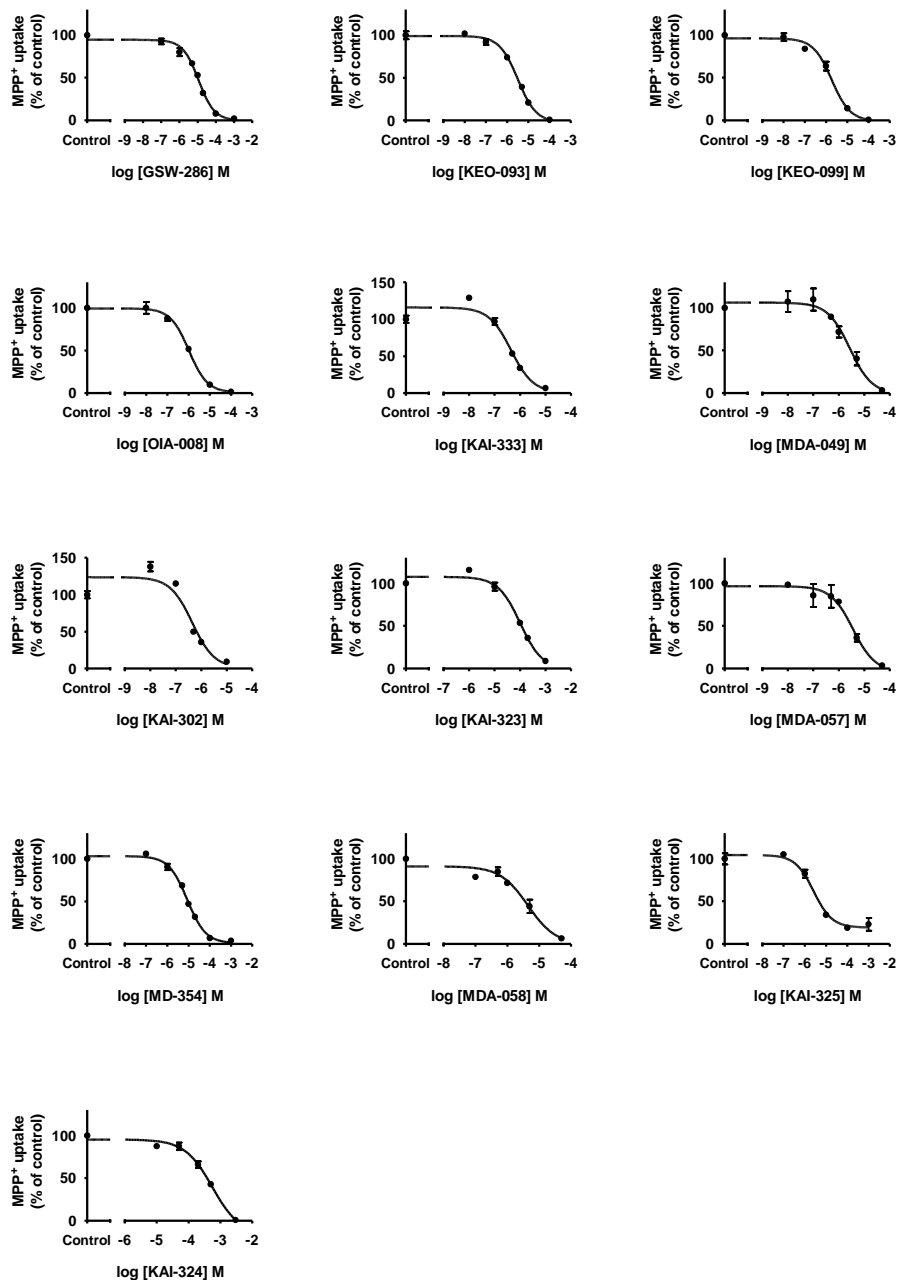 MPP+ uptake
(% of control)
100
50
0
Control -9 -8 -7 -6 -5 -4 -3 -2
log [GSW-286] M
MPP+ uptake
(% of control)
100
50
0
Control -9 -8 -7 -6 -5 -4 -3
log [KEO-093] M
MPP+ uptake
(% of control)
100
50
0
Control -9 -8 -7 -6 -5 -4 -3
log [KEO-099] M
MPP+ uptake
(% of control)
100
50
0
Control -9 -8 -7 -6 -5 -4 -3
log [OIA-008] M
MPP+ uptake
(% of control)
150
100
50
0
Control -9 -8 -7 -6 -5 -4
log [KAI-333] M
MPP+ uptake
(% of control)
100
50
0
Control -9 -8 -7 -6 -5 -4
log [MDA-049] M
MPP+ uptake
(% of control)
150
100
50
0
Control -9 -8 -7 -6 -5 -4
log [KAI-302] M
MPP+ uptake
(% of control)
100
50
0
Control -7 -6 -5 -4 -3 -2
log [KAI-323] M
MPP+ uptake
(% of control)
100
50
0
Control -9 -8 -7 -6 -5 -4
log [MDA-057] M
MPP+ uptake
(% of control)
100
50
0
Control -8 -7 -6 -5 -4 -3 -2
log [MD-354] M
MPP+ uptake
(% of control)
100
50
0
Control -8 -7 -6 -5 -4
log [MDA-058] M
MPP+ uptake
(% of control)
100
50
0
Control -8 -7 -6 -5 -4 -3 -2
log [KAI-325] M
MPP+ uptake
(% of control)
100
50
0
Control -6 -5 -4 -3 -2
log [KAI-324] M